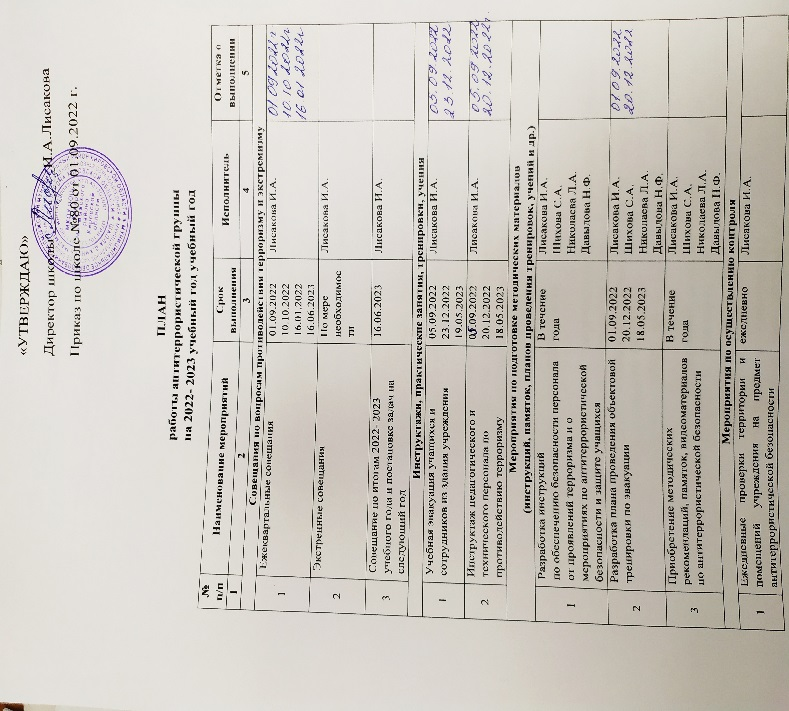 «УТВЕРЖДАЮ»
Директор школы И.А.Лисакова
Приказ по школе №80 от 01.09.2022 г.
ПЛАН
работы антитеррористической группы
на 2022- 2023 учебный год учебный год
№ п/п
Наименование мероприятий
Срок выполнения
Исполнитель
Отметка о выполнении
1
2
3
4
5
Совещания по вопросам противодействия терроризму и экстремизму
1
Ежеквартальные совещания
01.09.2022
10.10.2022
16.01.2022
16.06.2023
Лисакова И.А.
01 09 2022г
10.10 2022г
16 01 2022г
2
Экстренные совещания
По мере
необходимос
ти
Лисакова И.А.
3
Совещание по итогам 2022- 2023
учебного года и постановке задач на
следующий год
16.06.2023
Лисакова И.А.
Инструктажи, практические занятия, тренировки, учения
1
Учебная эвакуация учащихся и
сотрудников из здания учреждения
05.09.2022
23.12.2022
19.05.2023
Лисакова И.А.
05.09 2022
23 12 2022
2
Инструктаж педагогического и
технического персонала по
противодействию терроризму
05.09.2022
20.12.2022
18.05.2023
Лисакова И.А.
05.09 2022
20.12.2022г.
Мероприятия по подготовке методических материалов
(инструкций, памяток, планов проведения тренировок, учений и др.)
1
Разработка инструкций
по обеспечению безопасности персонала
от проявлений терроризма и о
мероприятиях по антитеррористической
безопасности и защите учащихся
В течение
года
Лисакова И.А.
Шихова С.А.
Николаева Л.А.
Давылова Н.Ф.
2
Разработка плана проведения объектовой
тренировки по эвакуации
01.09.2022
20.12.2022
18.05.2023
Лисакова И.А.
Шихова С.А.
Николаева Л.А
Давылова Н.Ф.
01 09 2022
20.12 2022
3
Приобретение методических
рекомендаций, памяток, видеоматериалов
по антитеррористической безопасности
В течение
года
Лисакова И.А.
Шихова С.А.
Николаева Л.А.
Давылова Н.Ф.
Мероприятия по осуществлению контроля
1
Ежедневные проверки территории и
помещений учреждения на предмет
антитеррористической безопасности
ежедневно
Лисакова И.А.